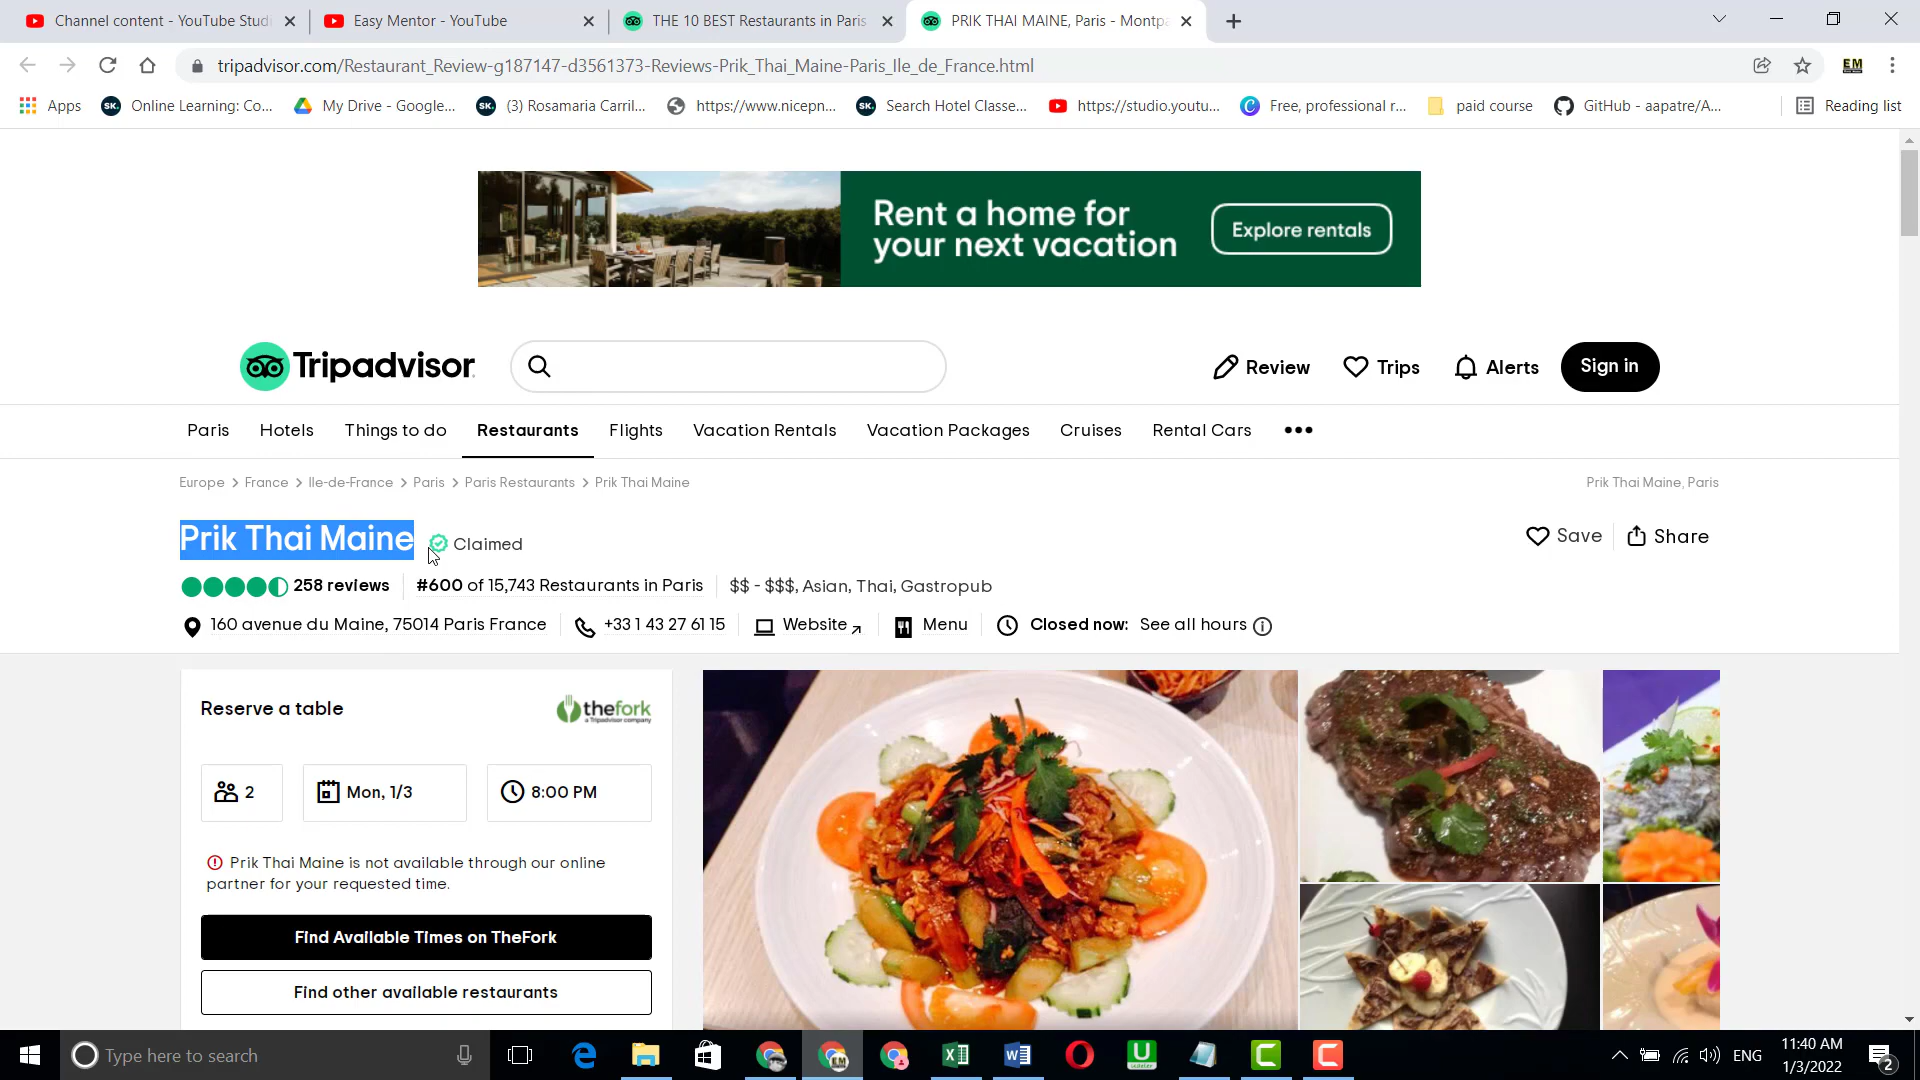 Channel content - YouTube Stud
Easy Mentor - YouTube
THE 10 BEST Restaurants in Paris
PRIK THAI MAINE, Paris - Montpa
tripadvisor.com/Restaurant_Review-g187147-d3561373-Reviews-Prik_Thai_Maine-Paris_Ile_de_France.html
EM
Apps
SK. Online Learning: Co...
My Drive - Google...
SK. (3) Rosamaria Carril...
https://www.nicepn...
SK. Search Hotel Classe...
https://studio.youtu...
Free, professional r...
paid course
GitHub - aapatre/A...
Reading list
Rent a home for
your next vacation
Explore rentals
Tripadvisor
Review
Trips
Alerts
Sign in
Paris
Hotels
Things to do
Restaurants
Flights
Vacation Rentals
Vacation Packages
Cruises
Rental Cars
•••
Europe > France > Ile-de-France > Paris > Paris Restaurants > Prik Thai Maine
Prik Thai Maine, Paris
Prik Thai Maine
Claimed
Save
Share
258 reviews
#600 of 15,743 Restaurants in Paris
$$ - $$$, Asian, Thai, Gastropub
160 avenue du Maine, 75014 Paris France
+33 1 43 27 61 15
Website
Menu
Closed now: See all hours
Reserve a table
thefork
a Tripadvisor company
2
Mon, 1/3
8:00 PM
Prik Thai Maine is not available through our online
partner for your requested time.
Find Available Times on TheFork
Find other available restaurants
Type here to search
ENG
11:40 AM
1/3/2022
2